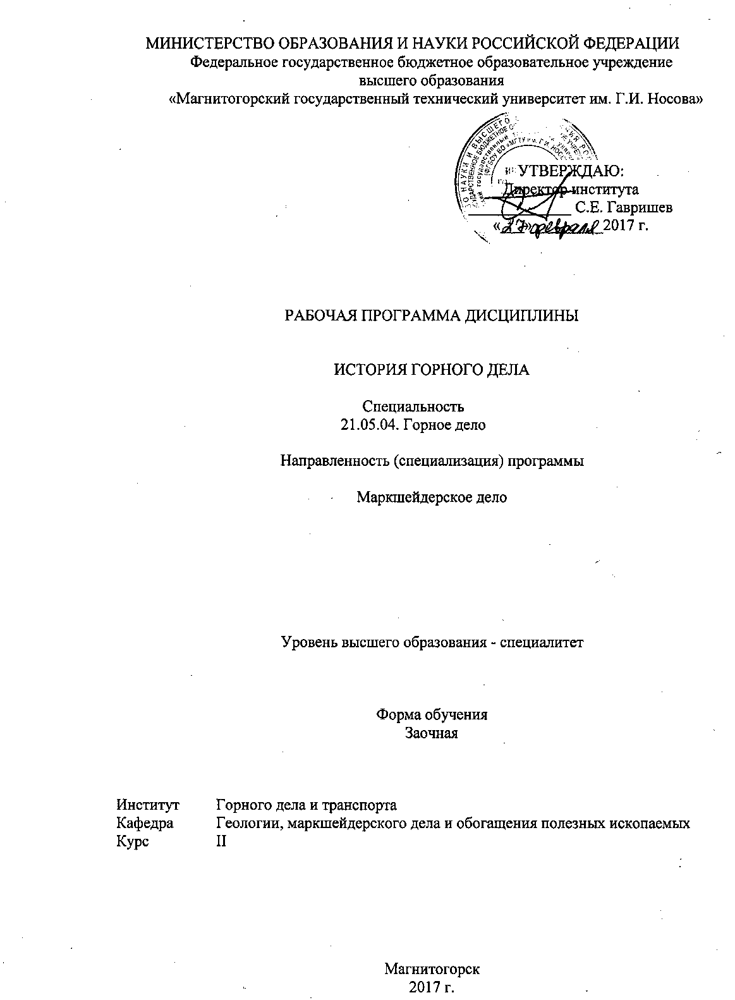 МИНИСТЕРСТВО ОБРАЗОВАНИЯ И НАУКИ РОССИЙСКОЙ ФЕДЕРАЦИИ
Федеральное государственное бюджетное образовательное учреждение
высшего образования
«Магнитогорский государственный технический университет им. Г.И. Носова»
УТВЕРЖДАЮ:
Директор института
С.Е. Гавришев
«27» февраля 2017 г.
РАБОЧАЯ ПРОГРАММА ДИСЦИПЛИНЫ
ИСТОРИЯ ГОРНОГО ДЕЛА
Специальность
21.05.04. Горное дело
Направленность (специализация) программы
Маркшейдерское дело
Уровень высшего образования - специалитет
Форма обучения
Заочная
Институт Горного дела и транспорта
Кафедра Геологии, маркшейдерского дела и обогащения полезных ископаемых
Курс II
Магнитогорск
2017 г.